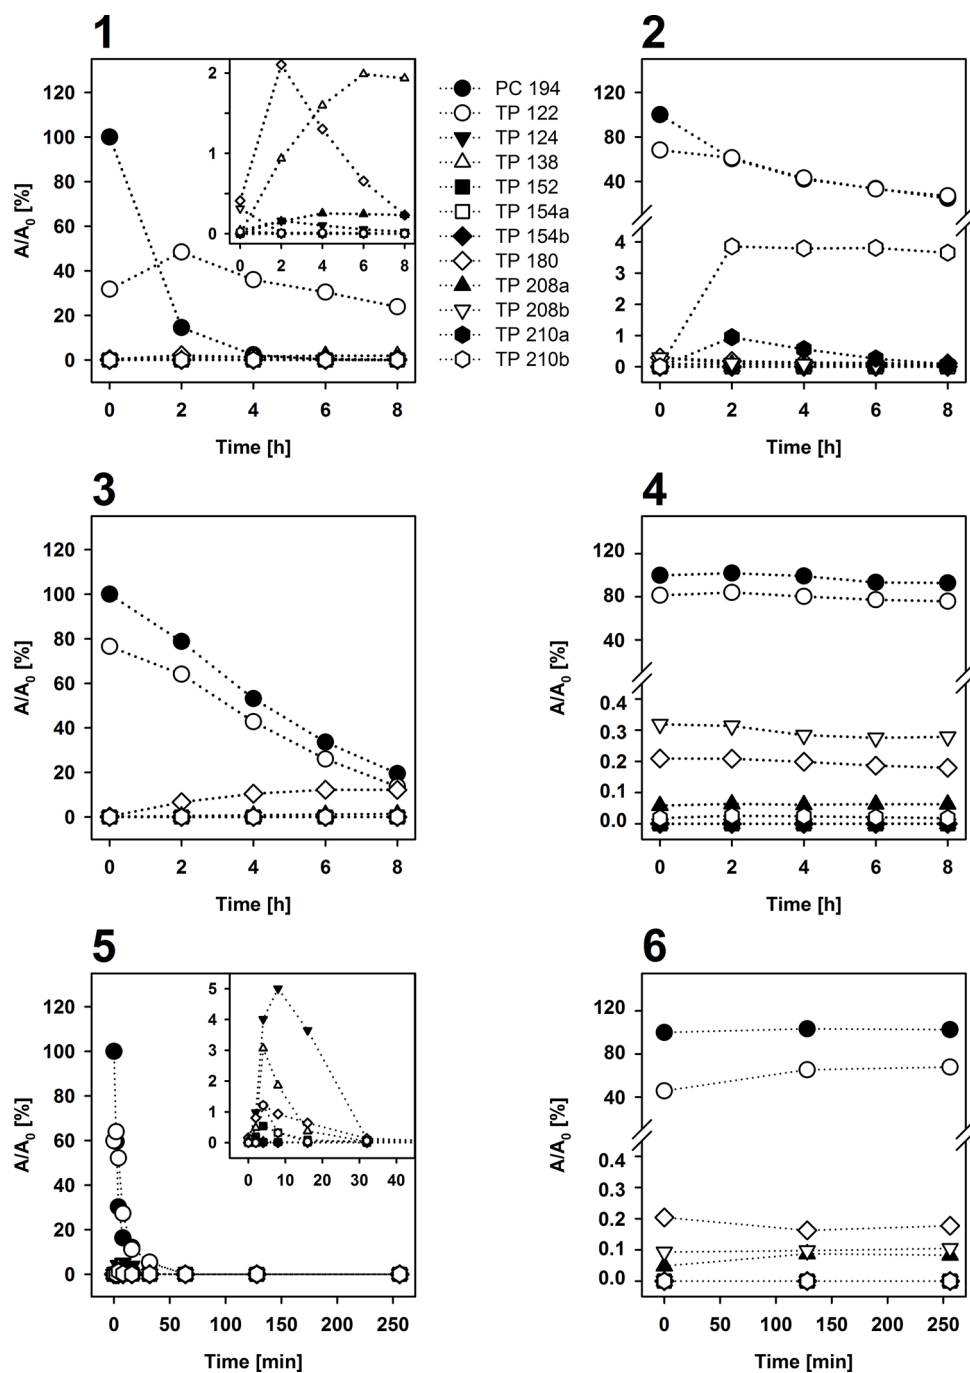 1
A/A0 [%]
120
100
80
60
40
20
0
0 2 4 6 8
Time [h]
2
1
0
0 2 4 6 8
PC 194
TP 122
TP 124
TP 138
TP 152
TP 154a
TP 154b
TP 180
TP 208a
TP 208b
TP 210a
TP 210b
2
120
80
40
4
3
2
1
0
0 2 4 6 8
Time [h]
3
A/A0 [%]
120
100
80
60
40
20
0
0 2 4 6 8
Time [h]
4
A/A0 [%]
120
80
40
0.4
0.3
0.2
0.1
0.0
0 2 4 6 8
Time [h]
5
A/A0 [%]
120
100
80
60
40
20
0
0 50 100 150 200 250
Time [min]
5
4
3
2
1
0
0 10 20 30 40
6
A/A0 [%]
120
80
40
0.4
0.3
0.2
0.1
0.0
0 50 100 150 200 250
Time [min]